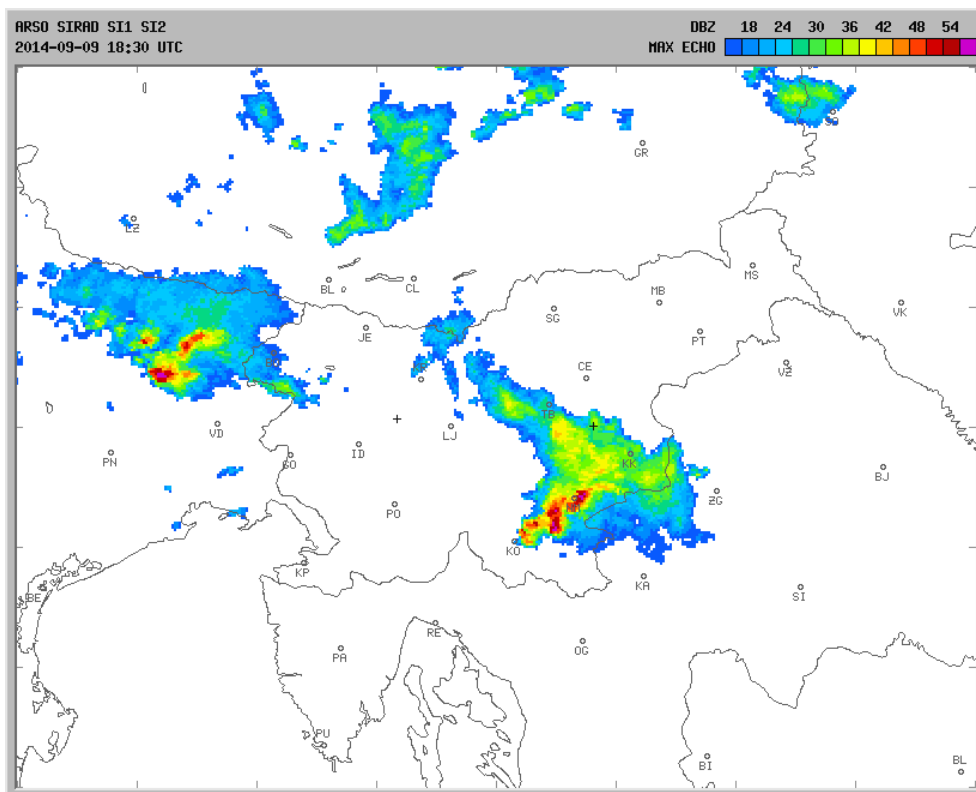 ARSO SIRAD SI1 SI2
DBZ 18 24 30 36 42 48 54
2014-09-09 18:30 UTC
MAX ECHO
GR
LZ
MS
BL
CL
MB
SG
VK
JE
PT
CE
VZ
TB
VD
LJ
ID
PN
GO
KK
BJ
PO
ZG
KO
KP
KA
BE
SI
RE
PA
OG
PU
BI
BL